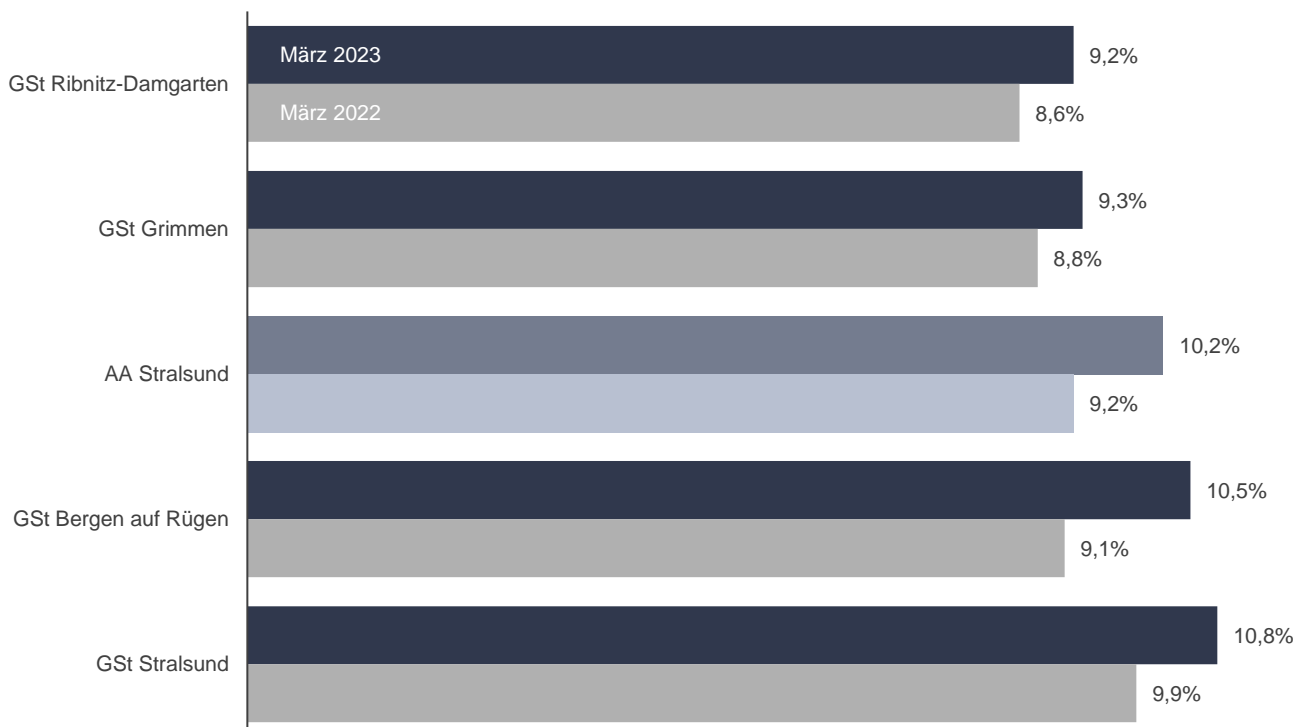 März 2023
9,2%
GSt Ribnitz-Damgarten
März 2022
8,6%
9,3%
GSt Grimmen
8,8%
10,2%
AA Stralsund
9,2%
10,5%
GSt Bergen auf Rügen
9,1%
10,8%
GSt Stralsund
9,9%